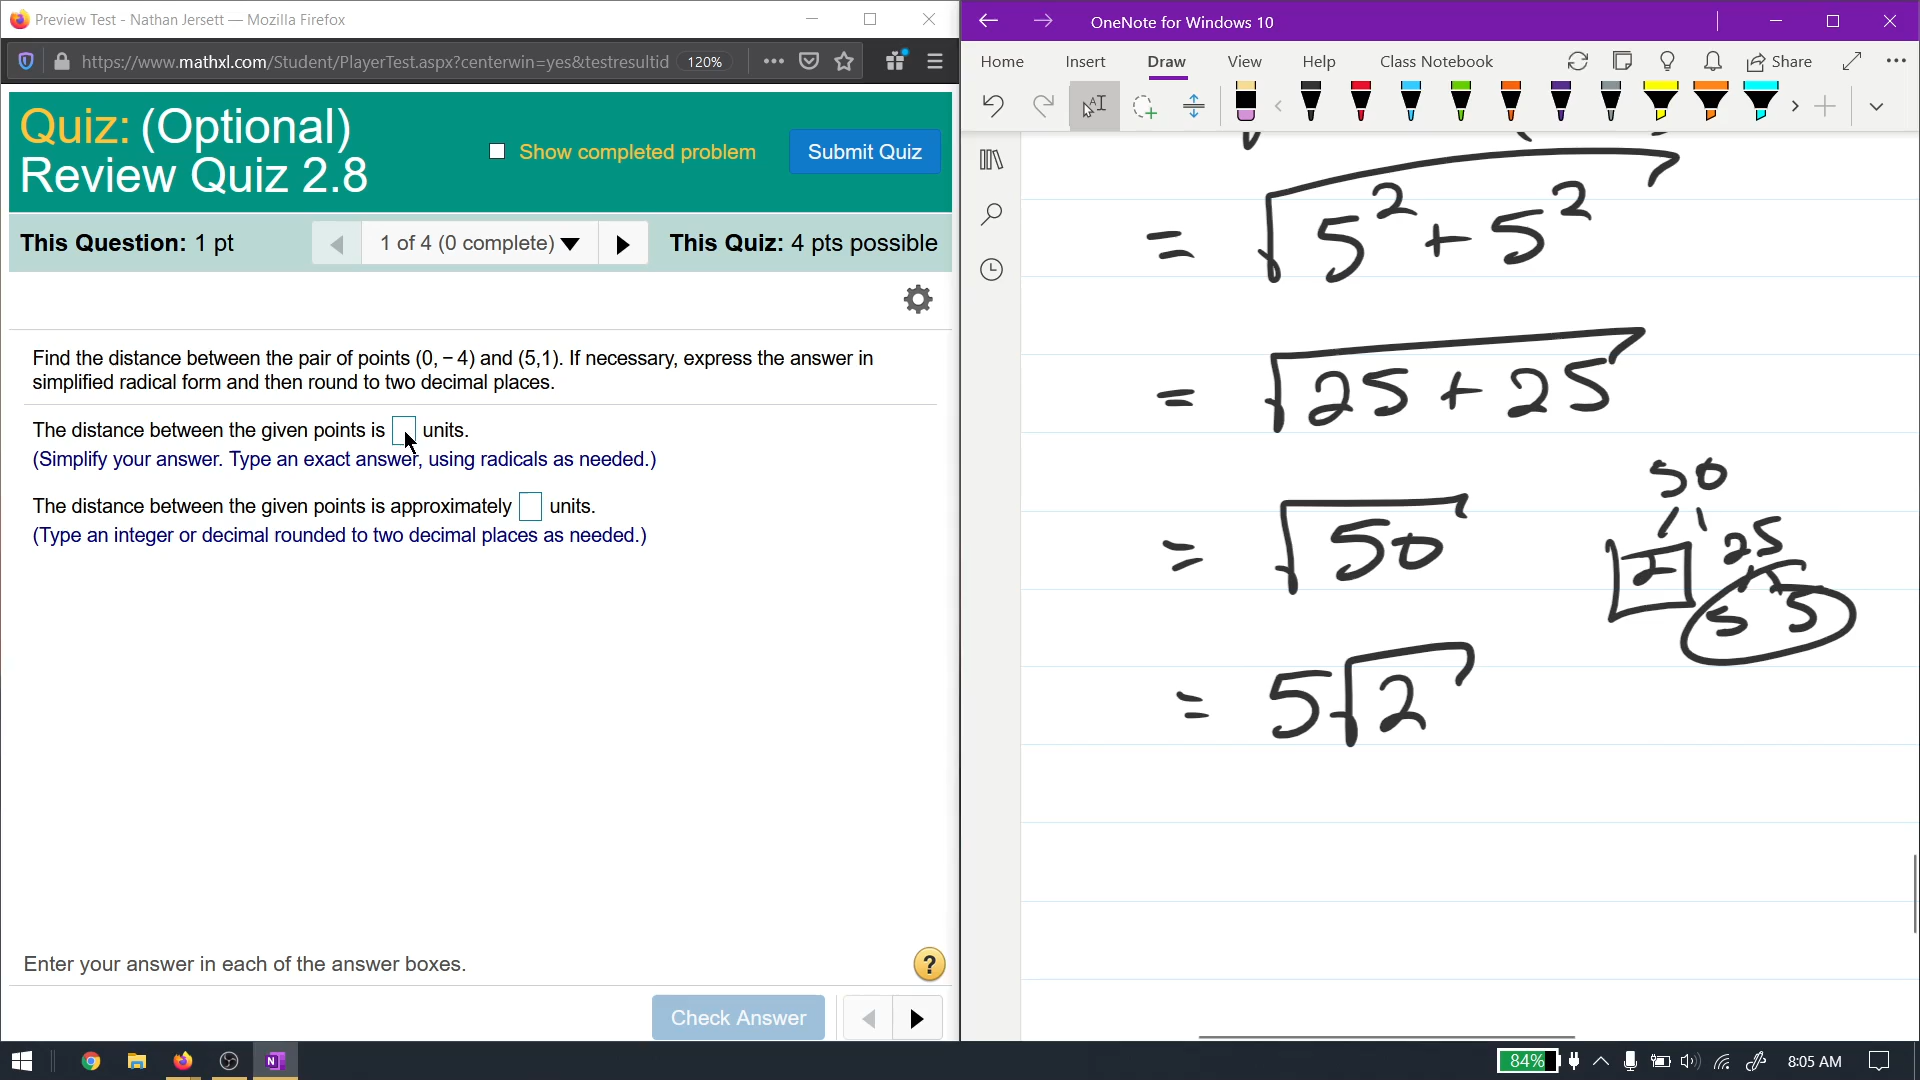 Preview Test - Nathan Jersett — Mozilla Firefox
https://www.mathxl.com/Student/PlayerTest.aspx?centerwin=yes&testresultid
120%
Quiz: (Optional)
Review Quiz 2.8
Show completed problem
Submit Quiz
This Question: 1 pt
1 of 4 (0 complete)
This Quiz: 4 pts possible
Find the distance between the pair of points (0, − 4) and (5,1). If necessary, express the answer in
simplified radical form and then round to two decimal places.
The distance between the given points is
units.
(Simplify your answer. Type an exact answer, using radicals as needed.)
The distance between the given points is approximately
units.
(Type an integer or decimal rounded to two decimal places as needed.)
Enter your answer in each of the answer boxes.
?
Check Answer
OneNote for Windows 10
Home
Insert
Draw
View
Help
Class Notebook
Share
= √5² + 5²
= √25 + 25
= √50
50
2 25
5 5
= 5√2
84%
8:05 AM